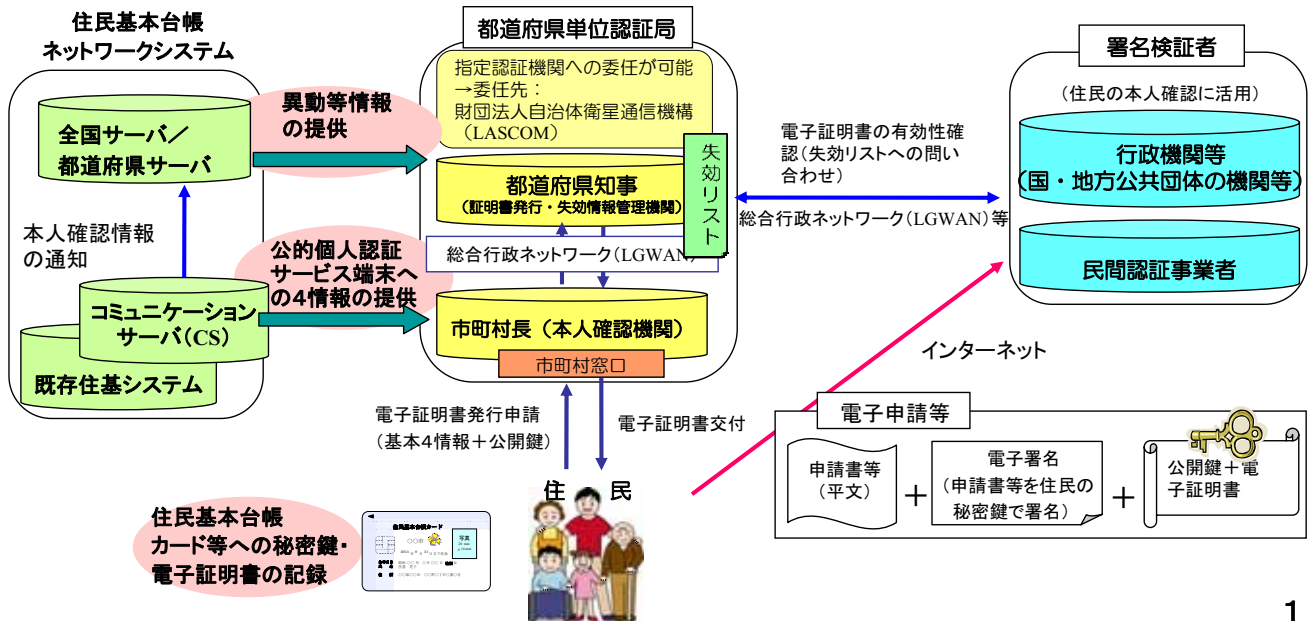 住民基本台帳
ネットワークシステム
全国サーバ／
都道府県サーバ
本人確認情報
の通知
コミュニケーション
サーバ(CS)
既存住基システム
異動等情報
の提供
公的個人認証
サービス端末へ
の４情報の提供
都道府県単位認証局
指定認証機関への委任が可能
→委任先：
財団法人自治体衛星通信機構
（LASCOM）
都道府県知事
（証明書発行・失効情報管理機関）
失効リスト
総合行政ネットワーク（LGWAN）
市町村長（本人確認機関）
市町村窓口
電子証明書発行申請
（基本４情報＋公開鍵）
電子証明書交付
電子証明書の有効性確
認（失効リストへの問い
合わせ）
総合行政ネットワーク（LGWAN）等
署名検証者
（住民の本人確認に活用）
行政機関等
（国・地方公共団体の機関等）
民間認証事業者
インターネット
電子申請等
申請書等
（平文）
＋
電子署名
（申請書等を住民の
秘密鍵で署名）
＋
公開鍵＋電
子証明書
住　民
住民基本台帳
カード等への秘密鍵・
電子証明書の記録
住民基本台帳カード
写真
1